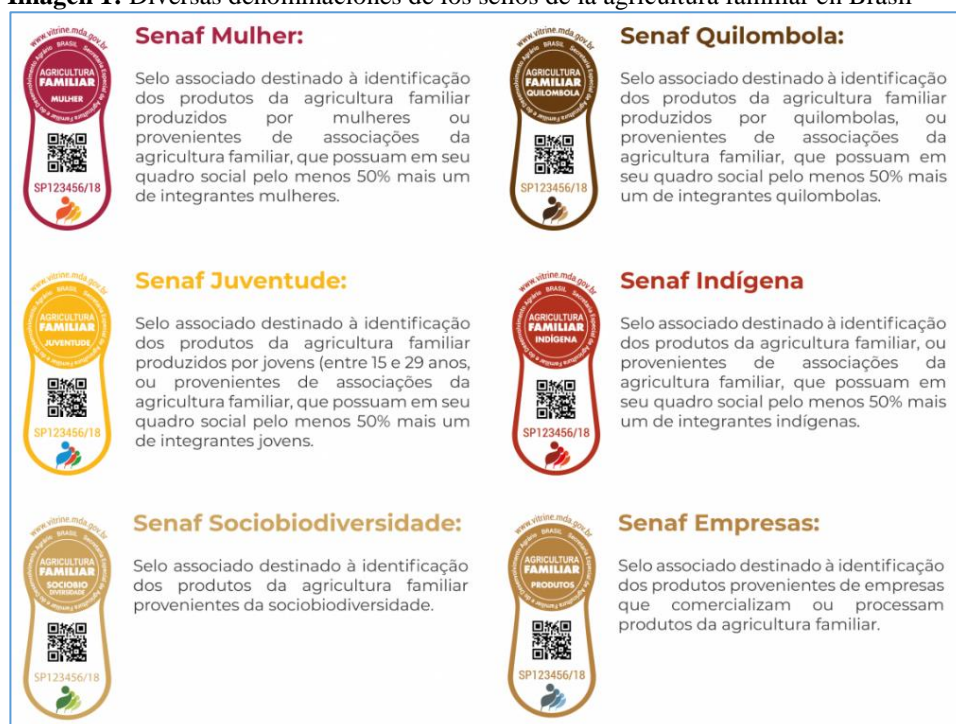 Imagen 1: Diversas denominaciones de los sellos de la agricultura familiar en Brasil
www.vitrine.mda.gov.br
BRASIL
AGRICULTURA
FAMILIAR
MULHER
SP123456/18
Senaf Mulher:
Selo associado destinado à identificação
dos produtos da agricultura familiar
produzidos por mulheres ou
provenientes de associações da
agricultura familiar, que possuam em seu
quadro social pelo menos 50% mais um
de integrantes mulheres.
www.vitrine.mda.gov.br
BRASIL
AGRICULTURA
FAMILIAR
QUILOMBOLA
SP123456/18
Senaf Quilombola:
Selo associado destinado à identificação
dos produtos da agricultura familiar
produzidos por quilombolas, ou
provenientes de associações da
agricultura familiar, que possuam em
seu quadro social pelo menos 50% mais
um de integrantes quilombolas.
www.vitrine.mda.gov.br
BRASIL
AGRICULTURA
FAMILIAR
JUVENTUDE
SP123456/18
Senaf Juventude:
Selo associado destinado à identificação
dos produtos da agricultura familiar
produzidos por jovens (entre 15 e 29 anos,
ou provenientes de associações da
agricultura familiar, que possuam em seu
quadro social pelo menos 50% mais um
de integrantes jovens.
www.vitrine.mda.gov.br
BRASIL
AGRICULTURA
FAMILIAR
INDÍGENA
SP123456/18
Senaf Indígena
Selo associado destinado à identificação
dos produtos da agricultura familiar, ou
provenientes de associações da
agricultura familiar, que possuam em
seu quadro social pelo menos 50% mais
um de integrantes indígenas.
www.vitrine.mda.gov.br
BRASIL
AGRICULTURA
FAMILIAR
SOCIOBIO
DIVERSIDADE
SP123456/18
Senaf Sociobiodiversidade:
Selo associado destinado à identificação
dos produtos da agricultura familiar
provenientes da sociobiodiversidade.
www.vitrine.mda.gov.br
BRASIL
AGRICULTURA
FAMILIAR
PRODUTOS
SP123456/18
Senaf Empresas:
Selo associado destinado à identificação
dos produtos provenientes de empresas
que comercializam ou processam
produtos da agricultura familiar.